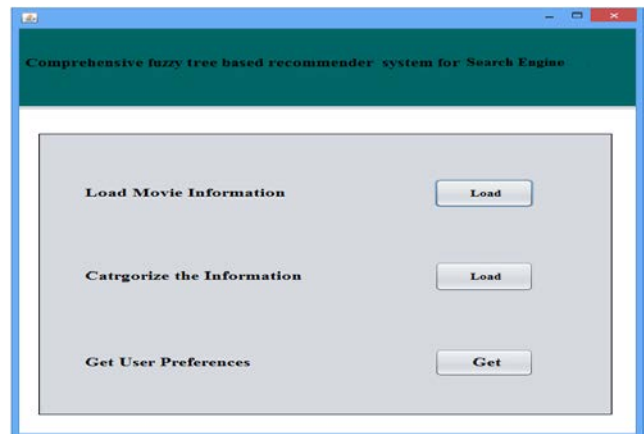 Comprehensive fuzzy tree based recommender system for Search Engine
Load Movie Information Load
Catrgorize the Information Load
Get User Preferences Get